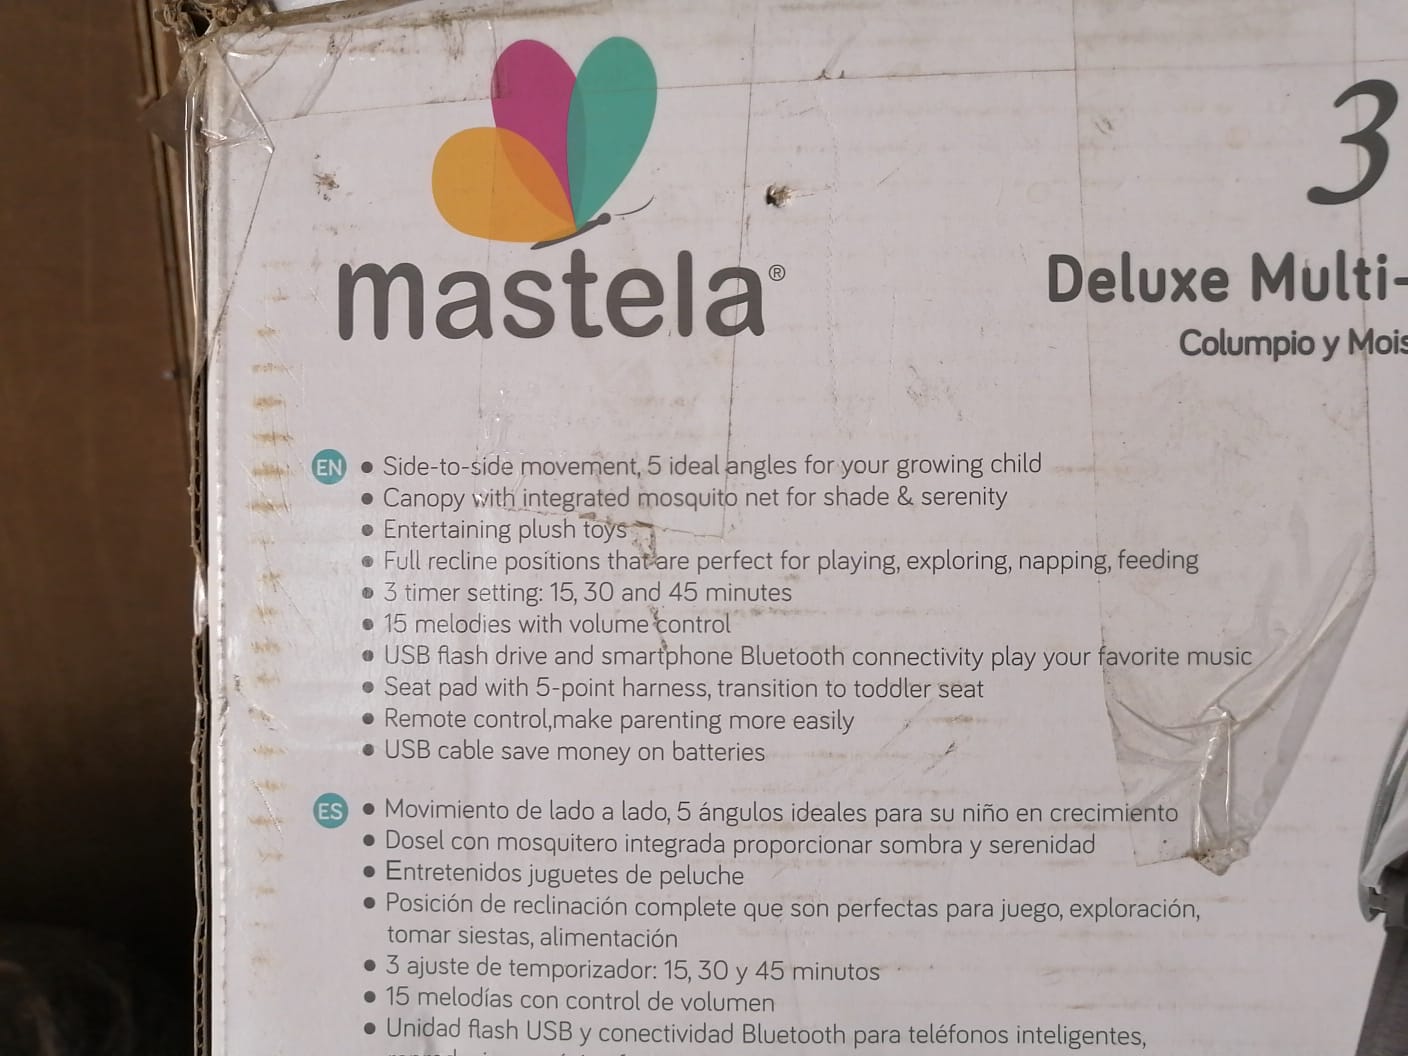 mastela®
3
Deluxe Multi-
Columpio y
EN
• Side-to-side movement, 5 ideal angles for your growing child
• Canopy with integrated mosquito net for shade & serenity
• Entertaining plush toys
• Full recline positions that are perfect for playing, exploring, napping, feeding
• 3 timer setting: 15, 30 and 45 minutes
• 15 melodies with volume control
• USB flash drive and smartphone Bluetooth connectivity play your favorite music
• Seat pad with 5-point harness, transition to toddler seat
• Remote control,make parenting more easily
• USB cable save money on batteries
ES
• Movimiento de lado a lado, 5 ángulos ideales para su niño en crecimiento
• Dosel con mosquitero integrada proporcionar sombra y serenidad
• Entretenidos juguetes de peluche
• Posición de reclinación complete que son perfectas para juego, exploración,
tomar siestas, alimentación
• 3 ajuste de temporizador: 15, 30 y 45 minutos
• 15 melodías con control de volumen
• Unidad flash USB y conectividad Bluetooth para teléfonos inteligentes,